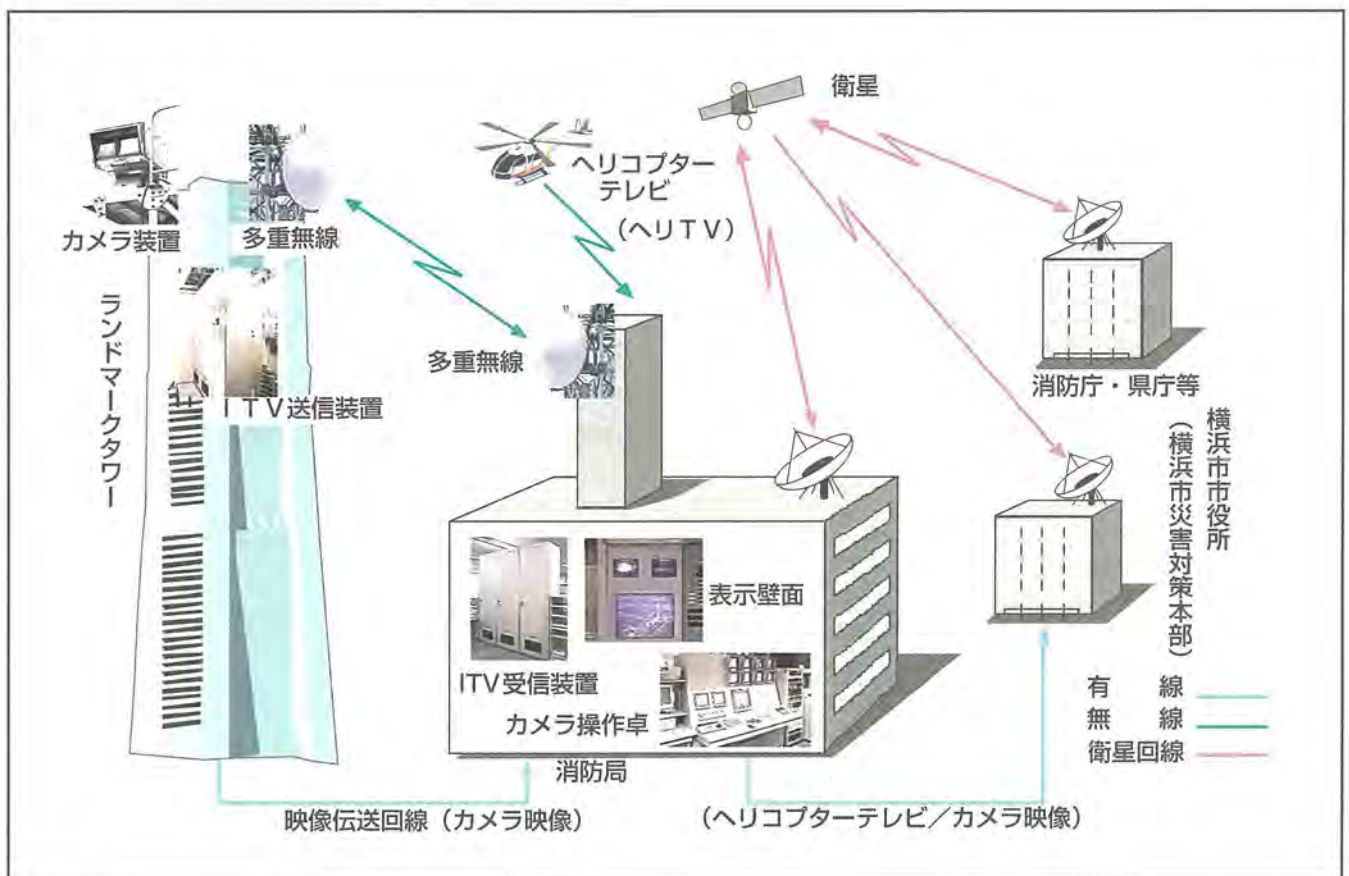 衛星
ヘリコプター
テレビ
(ヘリTV)
カメラ装置
多重無線
ランドマークタワー
ITV送信装置
多重無線
消防庁・県庁等
横浜市市役所
(横浜市災害対策本部)
表示壁面
ITV受信装置
カメラ操作卓
消防局
有　線
無　線
衛星回線
映像伝送回線(カメラ映像)
(ヘリコプターテレビ/カメラ映像)